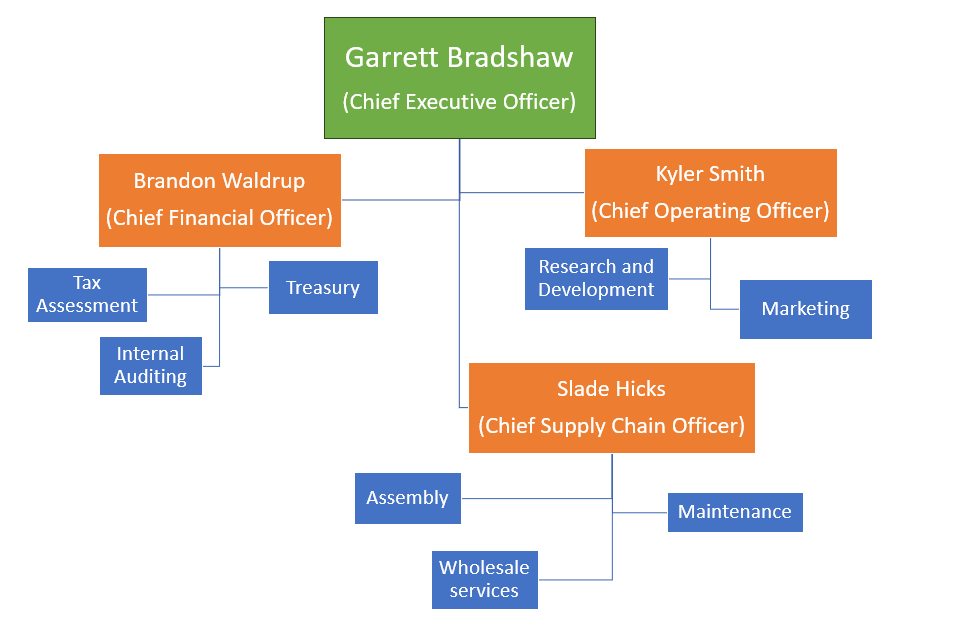 Garrett Bradshaw
(Chief Executive Officer)
Brandon Waldrup
(Chief Financial Officer)
Kyler Smith
(Chief Operating Officer)
Tax
Assessment
Treasury
Internal
Auditing
Research and
Development
Marketing
Slade Hicks
(Chief Supply Chain Officer)
Assembly
Maintenance
Wholesale
services